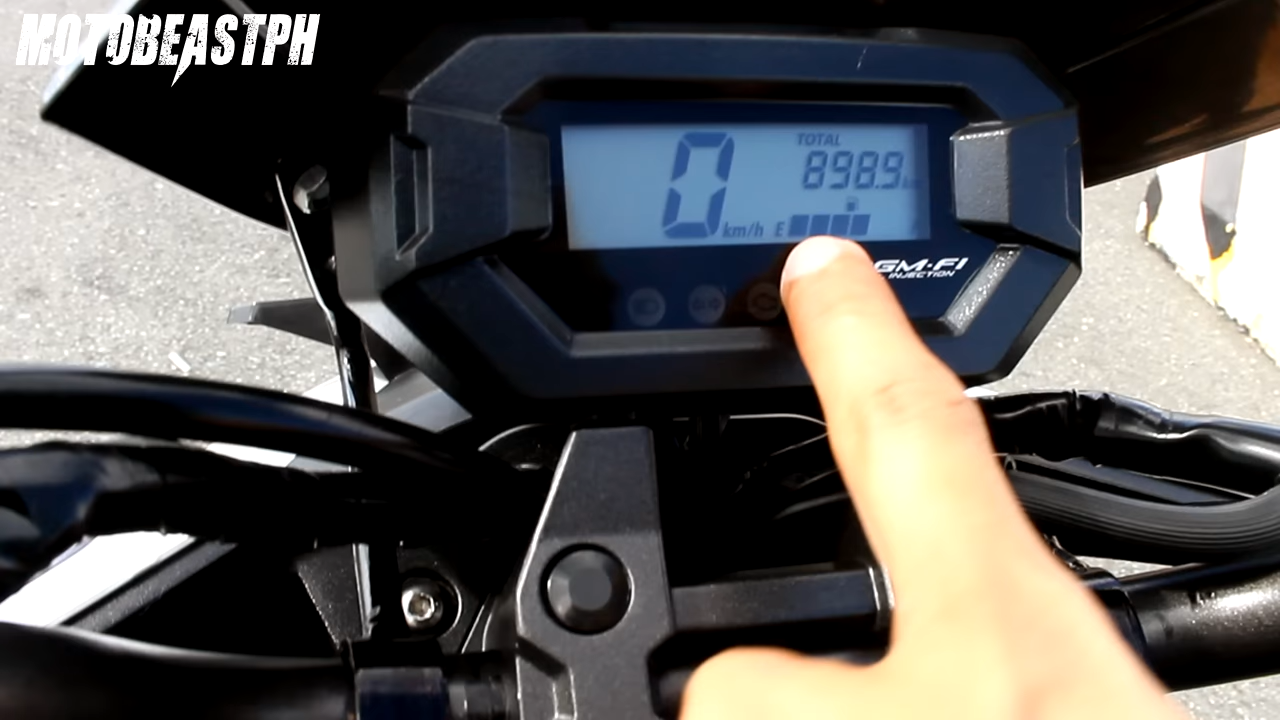 MOTOBEASTPH
TOTAL
898.9
0 km/h E
GM-FI
INJECTION